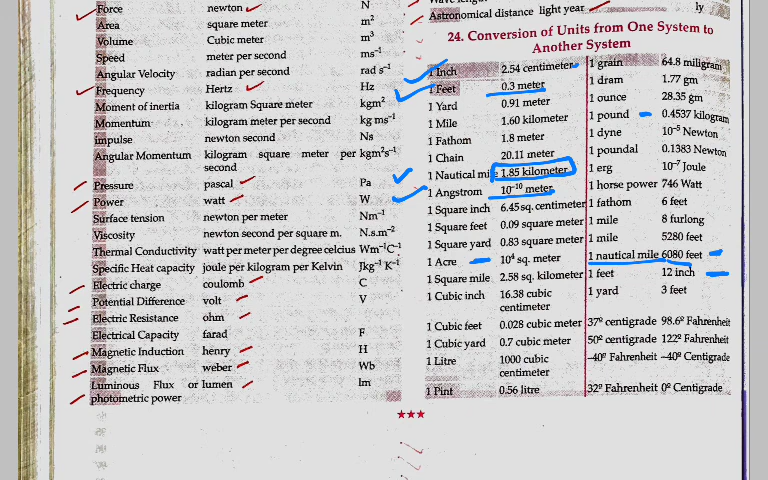 Force newton N
Area square meter m²
Volume Cubic meter m³
Speed meter per second ms⁻¹
Angular Velocity radian per second rad s⁻¹
Frequency Hertz Hz
Moment of inertia kilogram Square meter kgm²
Momentum kilogram meter per second kg ms⁻¹
impulse newton second Ns
Angular Momentum kilogram square meter per kgm²s⁻¹
second
Pressure pascal Pa
Power watt W
Surface tension newton per meter Nm⁻¹
Viscosity newton second per square m. N.s.m⁻²
Thermal Conductivity watt per meter per degree celcius Wm⁻¹C⁻¹
Specific Heat capacity joule per kilogram per Kelvin Jkg⁻¹ K⁻¹
Electric charge coulomb C
Potential Difference volt V
Electric Resistance ohm
Electrical Capacity farad F
Magnetic Induction henry H
Magnetic Flux weber Wb
Luminous Flux or lumen lm
photometric power
Astronomical distance light year ly
24. Conversion of Units from One System to
Another System
1 Inch 2.54 centimeter
1 Feet 0.3 meter
1 Yard 0.91 meter
1 Mile 1.60 kilometer
1 Fathom 1.8 meter
1 Chain 20.11 meter
1 Nautical mile 1.85 kilometer
1 Angstrom 10⁻¹⁰ meter
1 Square inch 6.45 sq. centimeter
1 Square feet 0.09 square meter
1 Square yard 0.83 square meter
1 Acre 10⁴ sq. meter
1 Square mile 2.58 sq. kilometer
1 Cubic inch 16.38 cubic
centimeter
1 Cubic feet 0.028 cubic meter
1 Cubic yard 0.7 cubic meter
1 Litre 1000 cubic
centimeter
1 Pint 0.56 litre
1 grain 64.8 miligram
1 dram 1.77 gm
1 ounce 28.35 gm
1 pound 0.4537 kilogram
1 dyne 10⁻⁵ Newton
1 poundal 0.1383 Newton
1 erg 10⁻⁷ Joule
1 horse power 746 Watt
1 fathom 6 feet
1 mile 8 furlong
1 mile 5280 feet
1 nautical mile 6080 feet
1 feet 12 inch
1 yard 3 feet
37º centigrade 98.6º Fahrenheit
50º centigrade 122º Fahrenheit
–40º Fahrenheit –40º Centigrade
32º Fahrenheit 0º Centigrade
★★★